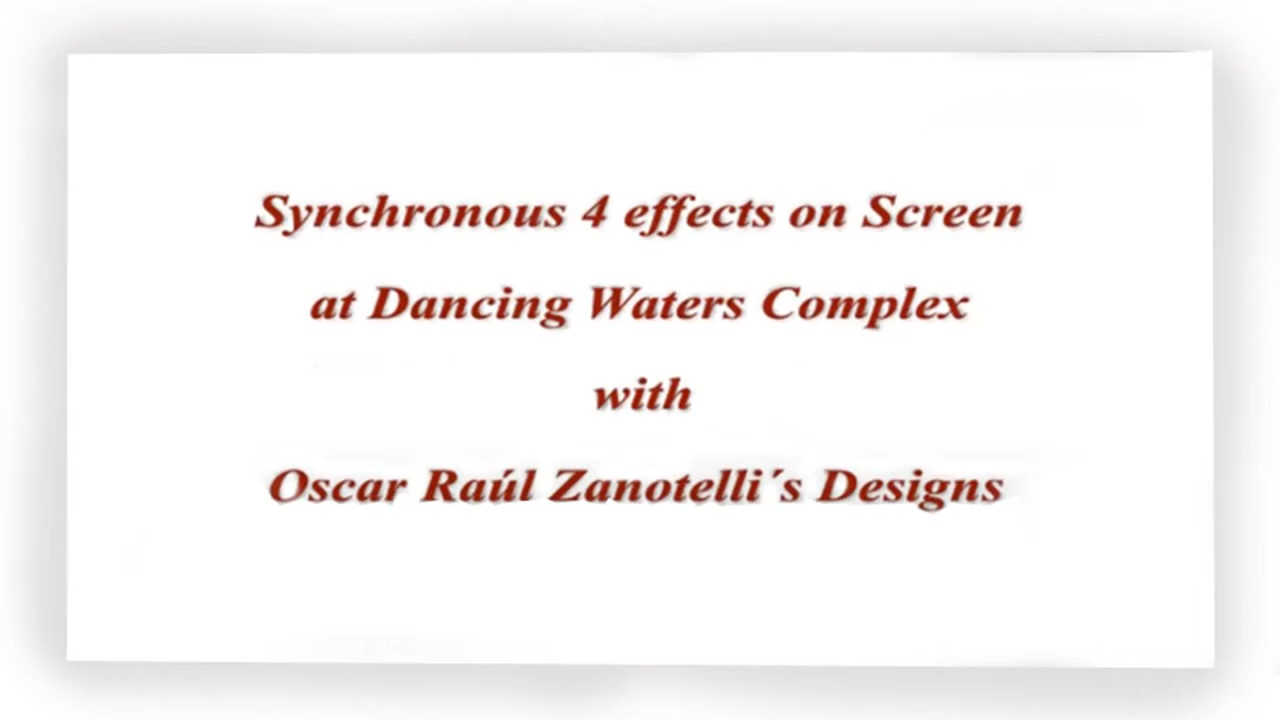 Synchronous 4 effects on Screen
at Dancing Waters Complex
with
Oscar Raúl Zanotelli´s Designs